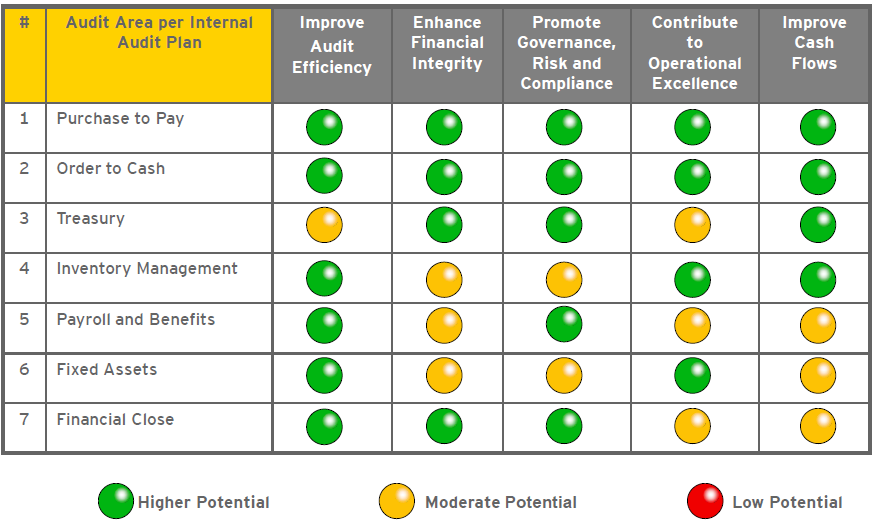 # Audit Area per Internal Audit Plan Improve Audit Efficiency Enhance Financial Integrity Promote Governance, Risk and Compliance Contribute to Operational Excellence Improve Cash Flows
1 Purchase to Pay
2 Order to Cash
3 Treasury
4 Inventory Management
5 Payroll and Benefits
6 Fixed Assets
7 Financial Close
Higher Potential Moderate Potential Low Potential